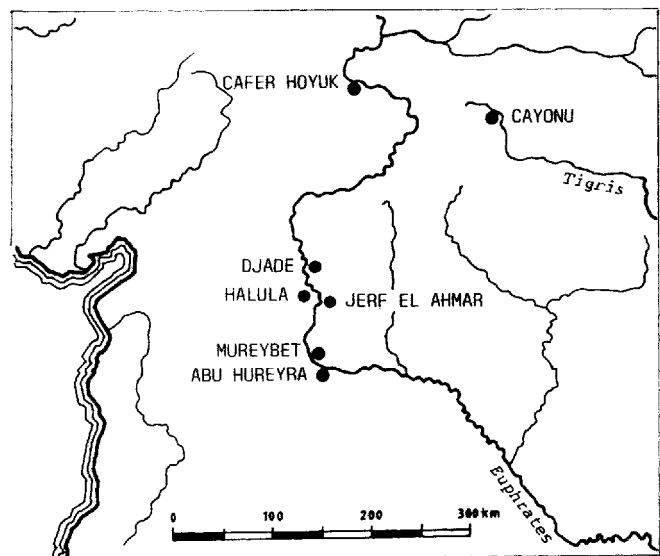 CAFER HOYUK
CAYONU
Tigris
DJADE
HALULA
JERF EL AHMAR
MUREYBET
ABU HUREYRA
Euphrates
0 100 200 300 km